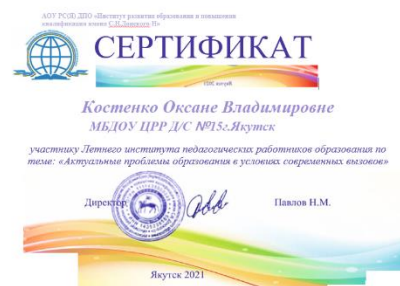 АОУ РС(Я) ДПО «Институт развития образования и повышения
квалификации имени С.Н.Донского-II»
СЕРТИФИКАТ
Костенко Оксане Владимировне
МБДОУ ЦРР Д/С №15г.Якутск
участнику Летнего института педагогических работников образования по
теме: «Актуальные проблемы образования в условиях современных вызовов»
Директор
Павлов Н.М.
Якутск 2021